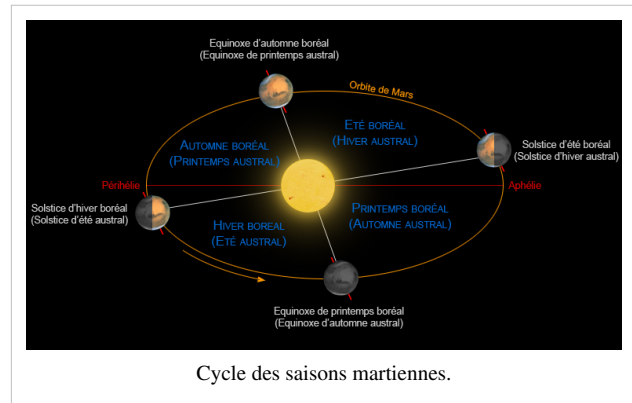 Equinoxe d'automne boréal
(Equinoxe de printemps austral)
Orbite de Mars
ETÉ BORÉAL
(HIVER AUSTRAL)
AUTOMNE BORÉAL
(PRINTEMPS AUSTRAL)
Solstice d'été boréal
(Solstice d'hiver austral)
Périhélie
Aphélie
Solstice d'hiver boréal
(Solstice d'été austral)
PRINTEMPS BORÉAL
(AUTOMNE AUSTRAL)
HIVER BOREAL
(ETÉ AUSTRAL)
Equinoxe de printemps boréal
(Equinoxe d'automne austral)
Cycle des saisons martiennes.